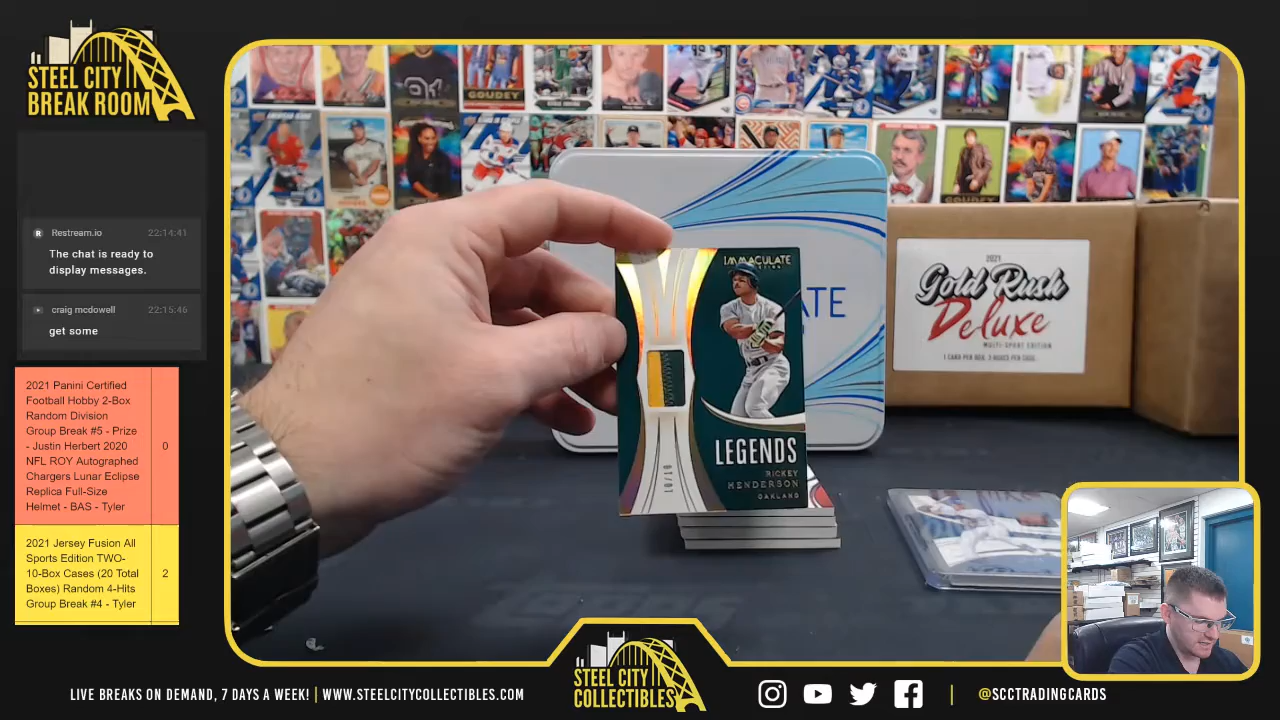 STEEL CITY
BREAK ROOM
Restream.io 22:14:41
The chat is ready to
display messages.
craig mcdowell 22:15:46
get some
2021 Panini Certified
Football Hobby 2-Box
Random Division
Group Break #5 - Prize
- Justin Herbert 2020
NFL ROY Autographed
Chargers Lunar Eclipse
Replica Full-Size
Helmet - BAS - Tyler
0
2021 Jersey Fusion All
Sports Edition TWO-
10-Box Cases (20 Total
Boxes) Random 4-Hits
Group Break #4 - Tyler
2
GOUDEY
GOUDEY
IMMACULATE
LEGENDS
RICKEY
HENDERSON
OAKLAND
10/10
ATE
2021
Gold Rush
Deluxe
MULTI-SPORT EDITION
1 CARD PER BOX, 2 BOXES PER CASE
STEEL CITY
COLLECTIBLES
LIVE BREAKS ON DEMAND, 7 DAYS A WEEK! | WWW.STEELCITYCOLLECTIBLES.COM
| @SCCTRADINGCARDS